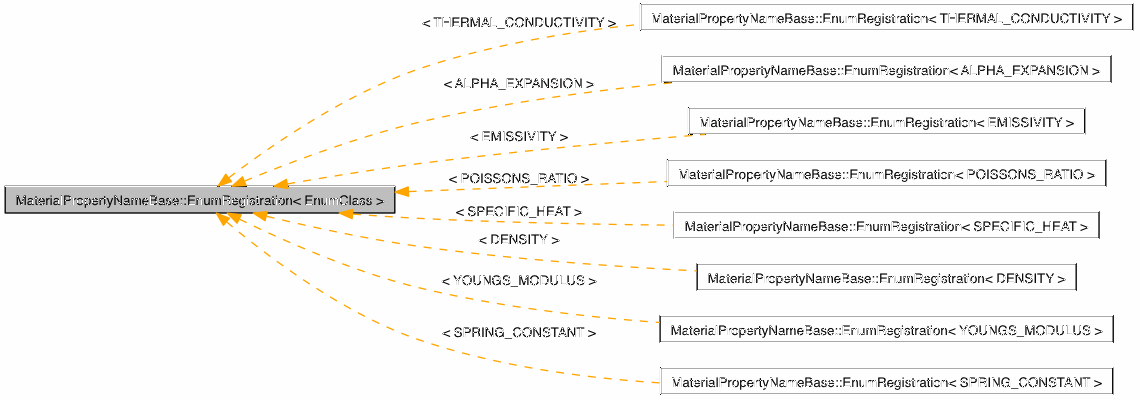 < THERMAL_CONDUCTIVITY >
MaterialPropertyNameBase::EnumRegistration< THERMAL_CONDUCTIVITY >
< ALPHA_EXPANSION >
MaterialPropertyNameBase::EnumRegistration< ALPHA_EXPANSION >
< EMISSIVITY >
MaterialPropertyNameBase::EnumRegistration< EMISSIVITY >
< POISSONS_RATIO >
MaterialPropertyNameBase::EnumRegistration< POISSONS_RATIO >
MaterialPropertyNameBase::EnumRegistration< EnumClass >
< SPECIFIC_HEAT >
MaterialPropertyNameBase::EnumRegistration< SPECIFIC_HEAT >
< DENSITY >
MaterialPropertyNameBase::EnumRegistration< DENSITY >
< YOUNGS_MODULUS >
MaterialPropertyNameBase::EnumRegistration< YOUNGS_MODULUS >
< SPRING_CONSTANT >
MaterialPropertyNameBase::EnumRegistration< SPRING_CONSTANT >